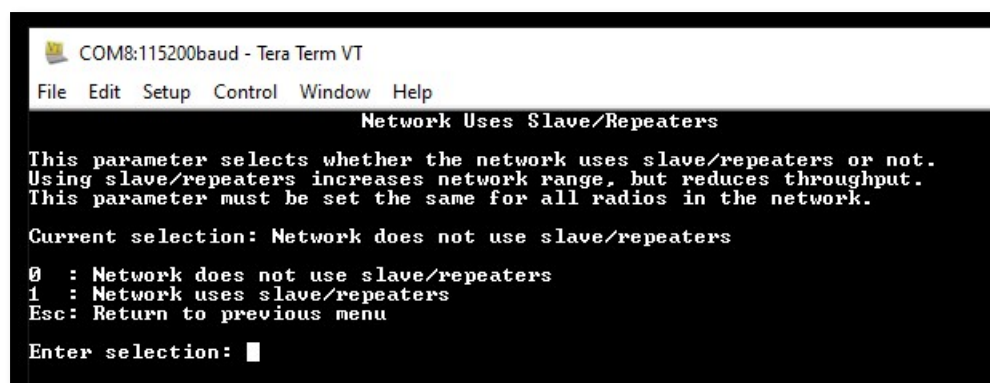 COM8:115200baud - Tera Term VT
File Edit Setup Control Window Help
Network Uses Slave/Repeaters
This parameter selects whether the network uses slave/repeaters or not.
Using slave/repeaters increases network range, but reduces throughput.
This parameter must be set the same for all radios in the network.
Current selection: Network does not use slave/repeaters
0 : Network does not use slave/repeaters
1 : Network uses slave/repeaters
Esc: Return to previous menu
Enter selection: